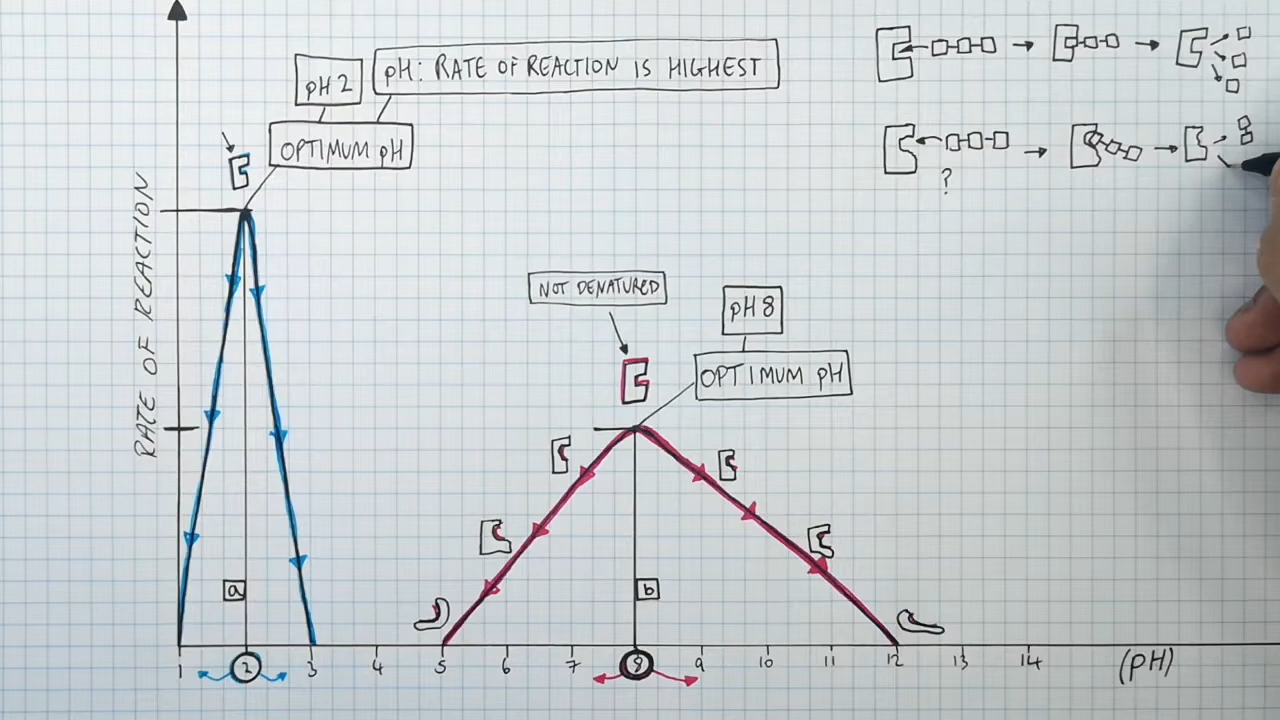 pH 2
pH: RATE OF REACTION IS HIGHEST
OPTIMUM pH
?
RATE OF REACTION
NOT DENATURED
pH 8
OPTIMUM pH
a
b
1 2 3 4 5 6 7 8 9 10 11 12 13 14 (pH)